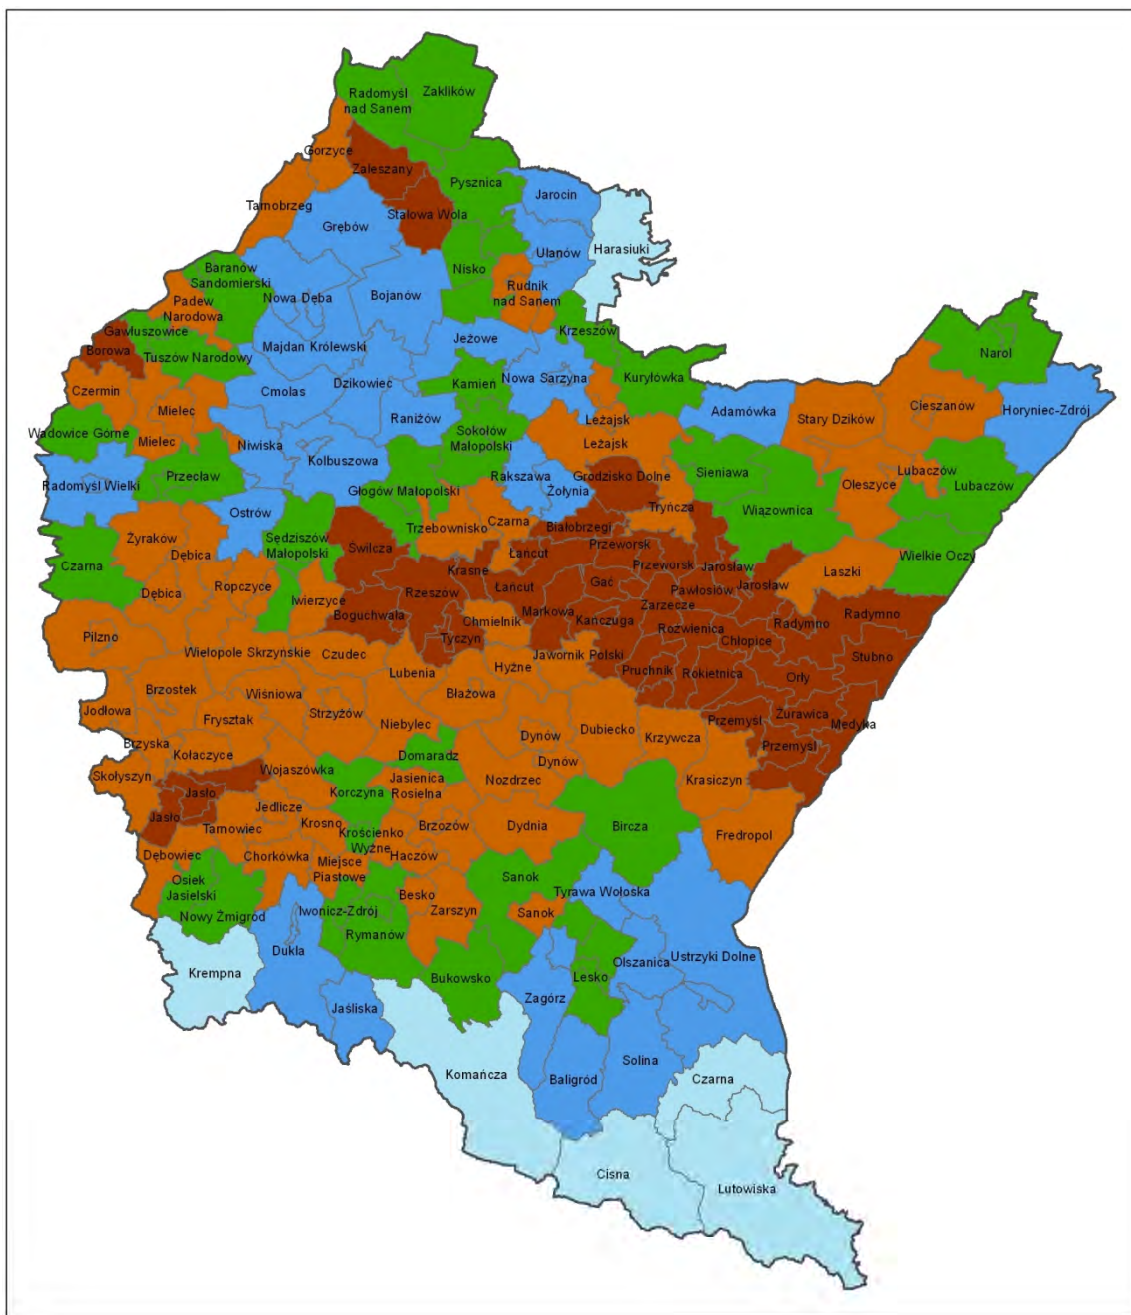 Zaklików
Radomyśl
nad Sanem
Gorzyce
Zaleszany
Pysznica
Jarocin
Tarnobrzeg
Stalowa Wola
Grębów
Ulanów
Harasiuki
Baranów
Sandomierski
Nisko
Rudnik
nad Sanem
Nowa Dęba
Bojanów
Padew
Narodowa
Gawłuszowice
Krzeszów
Borowa
Tuszów Narodowy
Majdan Królewski
Jeżowe
Narol
Czermin
Cmolas
Dzikowiec
Kamień
Nowa Sarzyna
Kuryłówka
Mielec
Raniżów
Leżajsk
Adamówka
Stary Dzików
Cieszanów
Horyniec-Zdrój
Wadowice Górne
Mielec
Niwiska
Sokołów
Małopolski
Leżajsk
Kolbuszowa
Przecław
Radomyśl Wielki
Głogów Małopolski
Rakszawa
Żołynia
Grodzisko Dolne
Sieniawa
Oleszyce
Lubaczów
Lubaczów
Ostrów
Tryńcza
Wiązownica
Żyraków
Sędziszów
Małopolski
Trzebownisko
Czarna
Białobrzegi
Czarna
Dębica
Świlcza
Łańcut
Przeworsk
Wielkie Oczy
Krasne
Przeworsk
Jarosław
Laszki
Dębica
Ropczyce
Iwierzyce
Rzeszów
Łańcut
Gać
Pawłosiów
Jarosław
Boguchwała
Chmielnik
Markowa
Kańczuga
Zarzecze
Radymno
Radymno
Pilzno
Tyczyn
Rozwienica
Chłopice
Wielopole Skrzyńskie
Czudec
Lubenia
Hyżne
Jawornik Polski
Stubno
Pruchnik
Rokietnica
Orły
Brzostek
Wiśniowa
Błażowa
Jodłowa
Frysztak
Strzyżów
Niebylec
Dubiecko
Przemyśl
Żurawica
Medyka
Brzyska
Kołaczyce
Dynów
Krzywcza
Przemyśl
Domaradz
Dynów
Skołyszyn
Wojaszówka
Jasienica
Rosielna
Nozdrzec
Krasiczyn
Jasło
Korczyna
Jasło
Jedlicze
Krosno
Tarnowiec
Krościenko
Wyżne
Brzozów
Dydnia
Bircza
Fredropol
Dębowiec
Chorkówka
Miejsce
Piastowe
Haczów
Osiek
Jasielski
Sanok
Tyrawa Wołoska
Besko
Nowy Żmigród
Iwonicz-Zdrój
Zarszyn
Sanok
Rymanów
Dukla
Olszanica
Ustrzyki Dolne
Krempna
Bukowsko
Lesko
Zagórz
Jaśliska
Solina
Komańcza
Baligród
Czarna
Cisna
Lutowiska